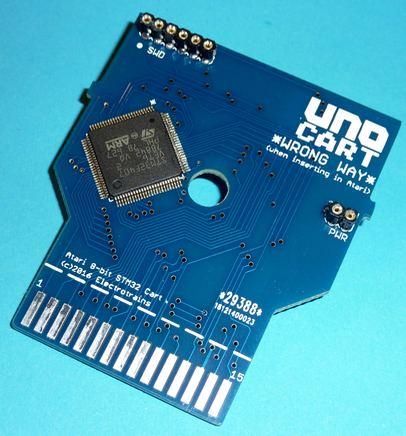 SWD
UNO
CART
*WRONG WAY*
(when inserting in Atari)
ARM
PWR
Atari 8-bit STM32 Cart
(c)2016 Electrotrains
*29388*
1
15